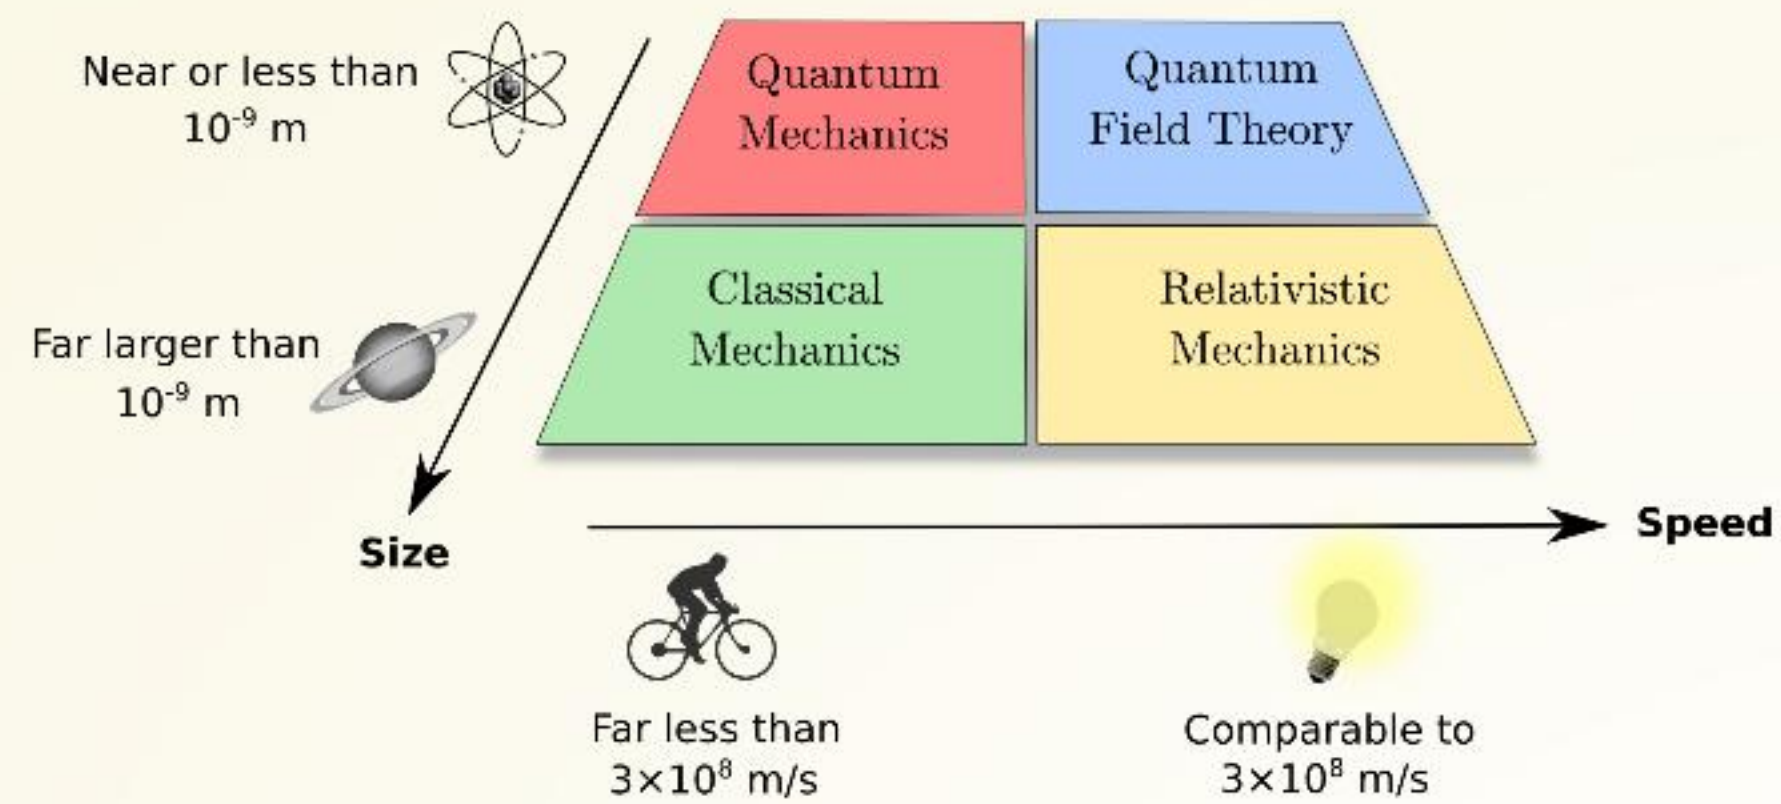 Near or less than
10⁻⁹ m
Quantum
Mechanics
Quantum
Field Theory
Far larger than
10⁻⁹ m
Classical
Mechanics
Relativistic
Mechanics
Size
Speed
Far less than
3×10⁸ m/s
Comparable to
3×10⁸ m/s